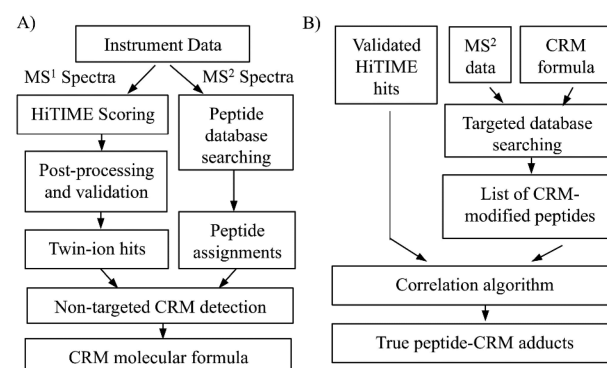 A)
Instrument Data
MS¹ Spectra
MS² Spectra
HiTIME Scoring
Peptide
database
searching
Post-processing
and validation
Twin-ion hits
Peptide
assignments
Non-targeted CRM detection
CRM molecular formula
B)
Validated
HiTIME
hits
MS²
data
CRM
formula
Targeted database
searching
List of CRM-
modified peptides
Correlation algorithm
True peptide-CRM adducts